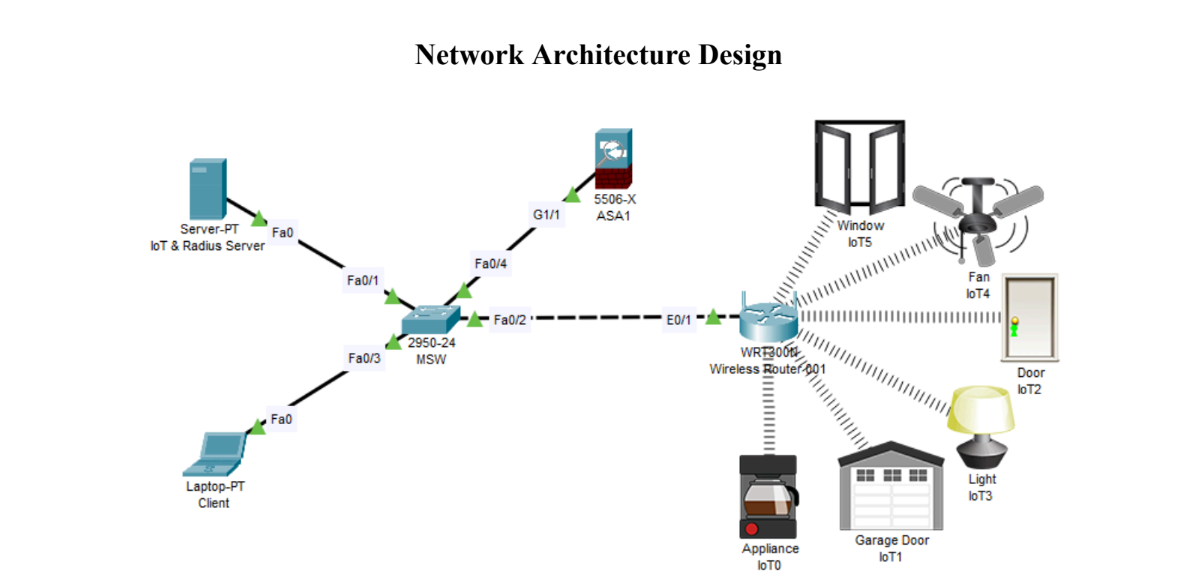 Network Architecture Design
5506-X
ASA1
G1/1
Server-PT
IoT & Radius Server
Fa0
Fa0/1
Fa0/4
Fa0/2
E0/1
2950-24
MSW
Fa0/3
Fa0
Laptop-PT
Client
WRT300N
Wireless Router-001
Window
IoT5
Fan
IoT4
Door
IoT2
Light
IoT3
Garage Door
IoT1
Appliance
IoT0